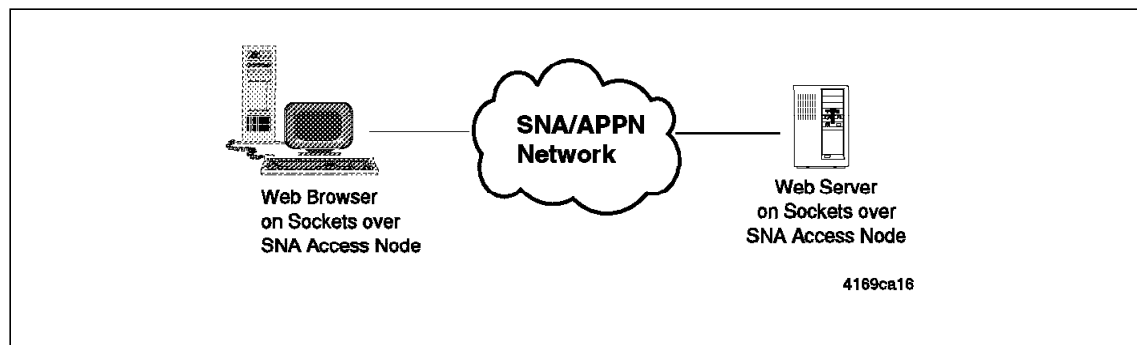 SNA/APPN
Network
Web Browser
on Sockets over
SNA Access Node
Web Server
on Sockets over
SNA Access Node
4169ca16